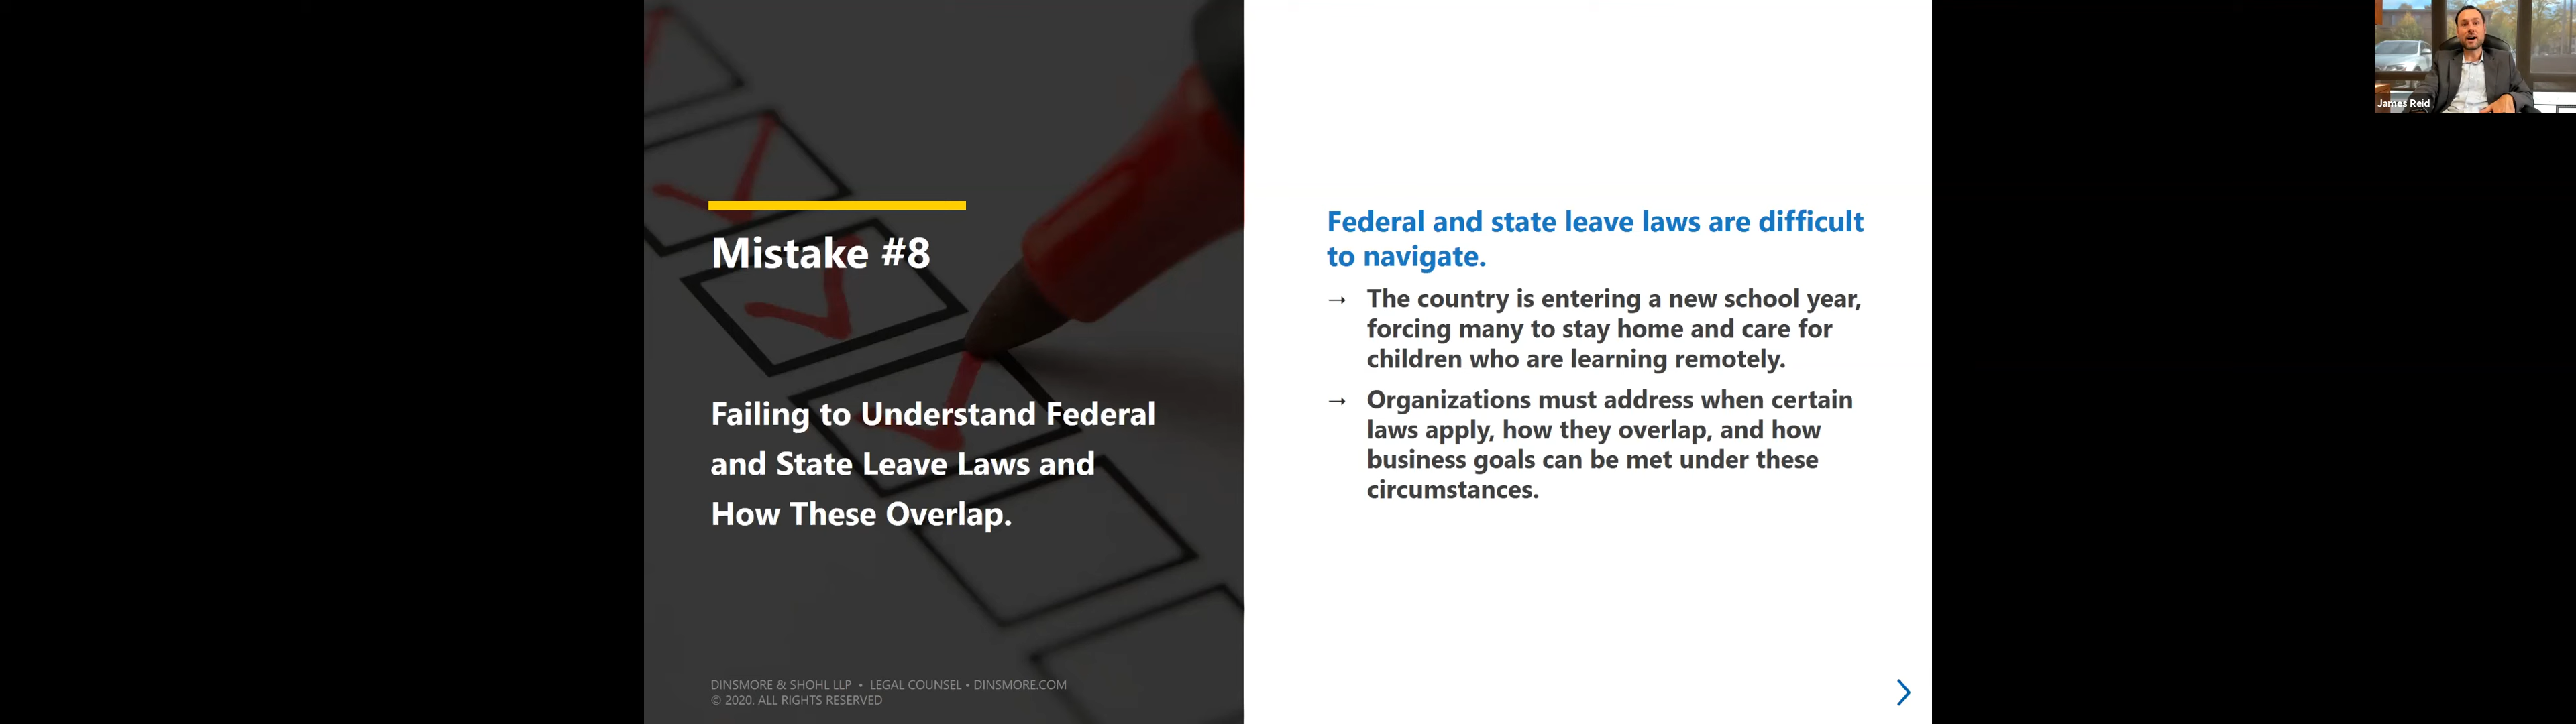 Mistake #8
Failing to Understand Federal
and State Leave Laws and
How These Overlap.
DINSMORE & SHOHL LLP • LEGAL COUNSEL • DINSMORE.COM
© 2020. ALL RIGHTS RESERVED
Federal and state leave laws are difficult
to navigate.
→ The country is entering a new school year,
forcing many to stay home and care for
children who are learning remotely.
→ Organizations must address when certain
laws apply, how they overlap, and how
business goals can be met under these
circumstances.
James Reid